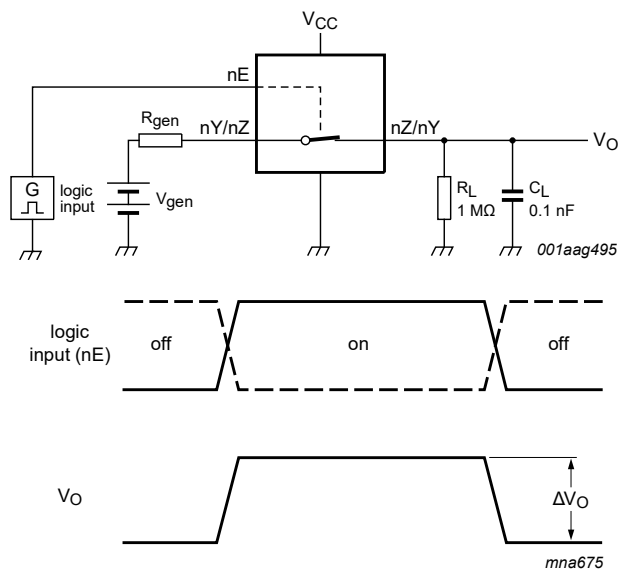 VCC
nE
Rgen
nY/nZ
nZ/nY
VO
G
logic
input
Vgen
RL
1 MΩ
CL
0.1 nF
001aag495
logic
input (nE)
off
on
off
VO
ΔVO
mna675